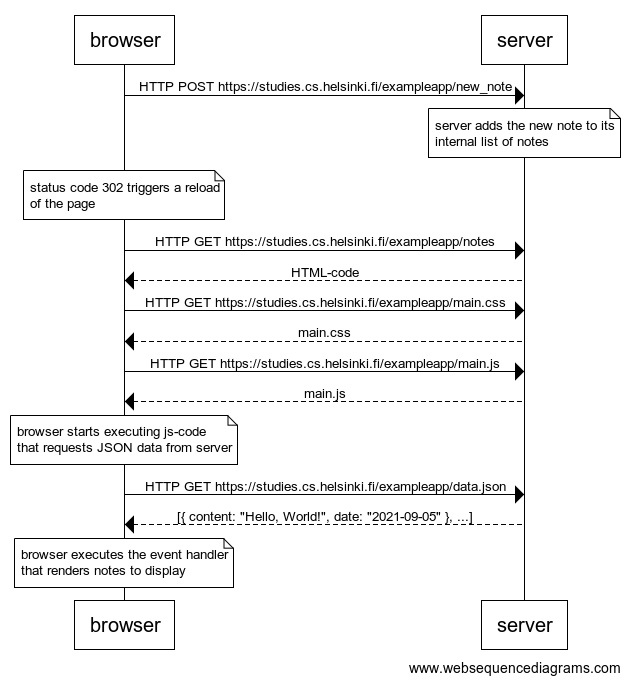 browser
server
HTTP POST https://studies.cs.helsinki.fi/exampleapp/new_note
server adds the new note to its
internal list of notes
status code 302 triggers a reload
of the page
HTTP GET https://studies.cs.helsinki.fi/exampleapp/notes
HTML-code
HTTP GET https://studies.cs.helsinki.fi/exampleapp/main.css
main.css
HTTP GET https://studies.cs.helsinki.fi/exampleapp/main.js
main.js
browser starts executing js-code
that requests JSON data from server
HTTP GET https://studies.cs.helsinki.fi/exampleapp/data.json
[{ content: "Hello, World!", date: "2021-09-05" }, ...]
browser executes the event handler
that renders notes to display
browser
server
www.websequencediagrams.com